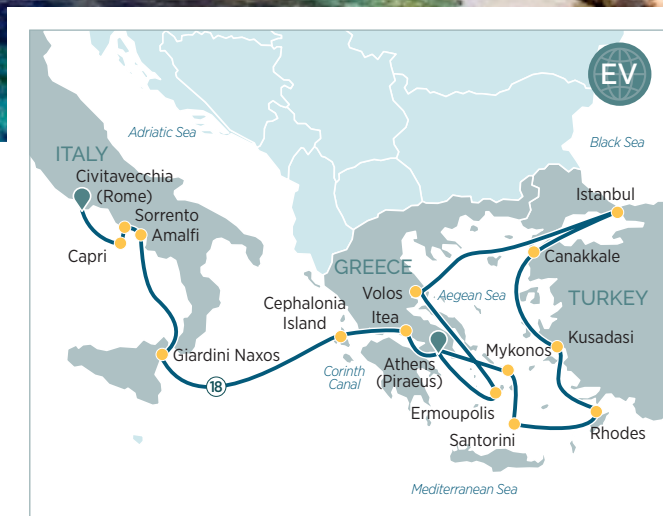 EV
Adriatic Sea
Black Sea
ITALY
Civitavecchia
(Rome)
Sorrento
Amalfi
Capri
Istanbul
Canakkale
GREECE
Volos
Aegean Sea
TURKEY
Cephalonia
Island
Itea
Kusadasi
Mykonos
Giardini Naxos
Athens
(Piraeus)
Corinth
Canal
18
Ermoupólis
Santorini
Rhodes
Mediterranean Sea